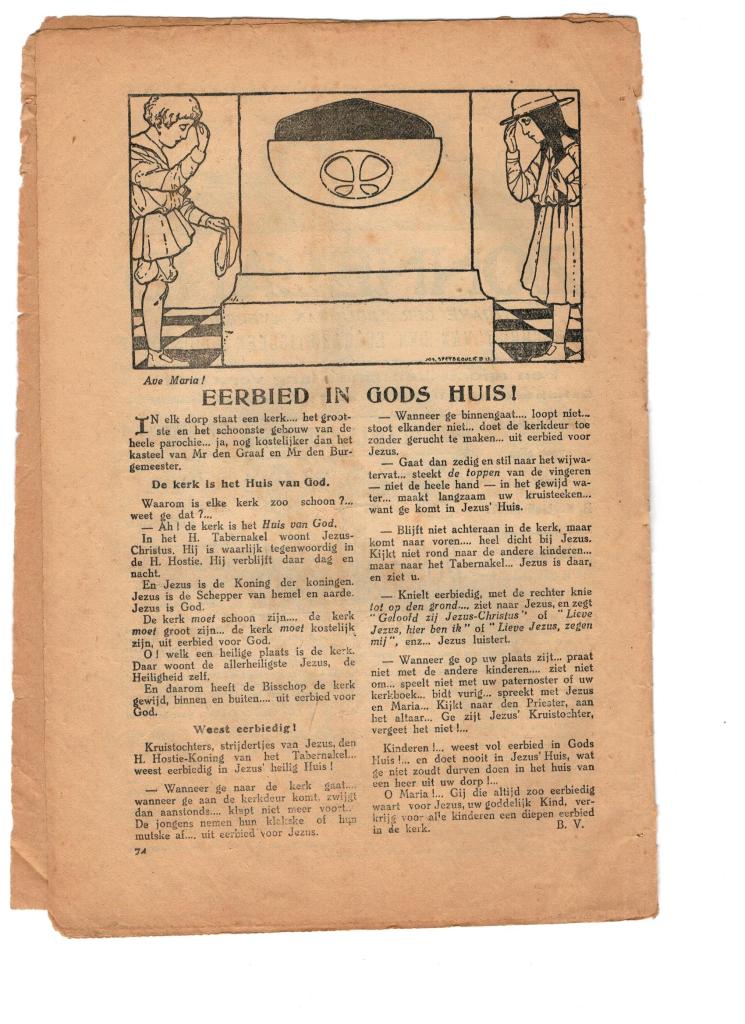 JOS. SPEYBROUCK
Ave Maria!
EERBIED IN GODS HUIS!
IN elk dorp staat een kerk.... het groot-
ste en het schoonste gebouw van de
heele parochie... ja, nog kostelijker dan het
kasteel van Mr den Graaf en Mr den Bur-
gemeester.
De kerk is het Huis van God.
Waarom is elke kerk zoo schoon?...
weet ge dat?...
— Ah! de kerk is het Huis van God.
In het H. Tabernakel woont Jezus-
Christus. Hij is waarlijk tegenwoordig in
de H. Hostie. Hij verblijft daar dag en
nacht.
En Jezus is de Koning der koningen.
Jezus is de Schepper van hemel en aarde.
Jezus is God.
De kerk moet schoon zijn...., de kerk
moet groot zijn... de kerk moet kostelijk
zijn, uit eerbied voor God.
O! welk een heilige plaats is de kerk.
Daar woont de allerheiligste Jezus, de
Heiligheid zelf.
En daarom heeft de Bisschop de kerk
gewijd, binnen en buiten.... uit eerbied voor
God.
Weest eerbiedig!
Kruistochters, strijdertjes van Jezus, den
H. Hostie-Koning van het Tabernakel...
weest eerbiedig in Jezus' heilig Huis!
— Wanneer ge naar de kerk gaat....
wanneer ge aan de kerkdeur komt, zwijgt
dan aanstonds.... klapt niet meer voort..
De jongens nemen hun klakske of hun
mutske af.... uit eerbied voor Jezus.
— Wanneer ge binnengaat.... loopt niet...
stoot elkander niet... doet de kerkdeur toe
zonder gerucht te maken... uit eerbied voor
Jezus.
— Gaat dan zedig en stil naar het wijwa-
tervat... steekt de toppen van de vingeren
— niet de heele hand — in het gewijd wa-
ter... maakt langzaam uw kruisteeken...
want ge komt in Jezus' Huis.
— Blijft niet achteraan in de kerk, maar
komt naar voren.... heel dicht bij Jezus.
Kijkt niet rond naar de andere kinderen...
maar naar het Tabernakel... Jezus is daar,
en ziet u.
— Knielt eerbiedig, met de rechter knie
tot op den grond...., ziet naar Jezus, en zegt
"Geloofd zij Jezus-Christus" of "Lieve
Jezus, hier ben ik" of "Lieve Jezus, zegen
mij", enz... Jezus luistert.
— Wanneer ge op uw plaats zijt... praat
niet met de andere kinderen.... ziet niet
om... speelt niet met uw paternoster of uw
kerkboek... bidt vurig... spreekt met Jezus
en Maria... Kijkt naar den Priester, aan
het altaar... Ge zijt Jezus' Kruistochter,
vergeet het niet!...
Kinderen!... weest vol eerbied in Gods
Huis!... en doet nooit in Jezus' Huis, wat
ge niet zoudt durven doen in het huis van
een heer uit uw dorp!...
O Maria!... Gij die altijd zoo eerbiedig
waart voor Jezus, uw goddelijk Kind, ver-
krijg voor alle kinderen een diepen eerbied
in de kerk. B. V.
74